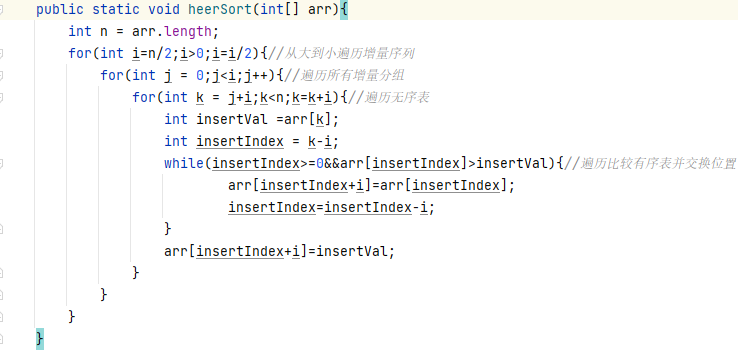 public static void heerSort(int[] arr){
int n = arr.length;
for(int i=n/2;i>0;i=i/2){//从大到小遍历增量序列
for(int j = 0;j<i;j++){//遍历所有增量分组
for(int k = j+i;k<n;k=k+i){//遍历无序表
int insertVal =arr[k];
int insertIndex = k-i;
while(insertIndex>=0&&arr[insertIndex]>insertVal){//遍历比较有序表并交换位置
arr[insertIndex+i]=arr[insertIndex];
insertIndex=insertIndex-i;
}
arr[insertIndex+i]=insertVal;
}
}
}
}